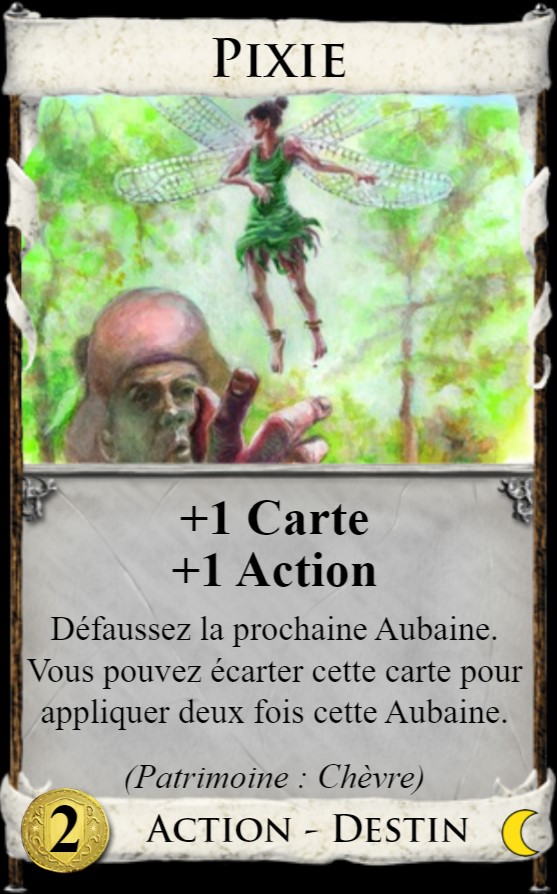 Pixie
+1 Carte
+1 Action
Défaussez la prochaine Aubaine.
Vous pouvez écarter cette carte pour
appliquer deux fois cette Aubaine.
(Patrimoine : Chèvre)
2 Action - Destin